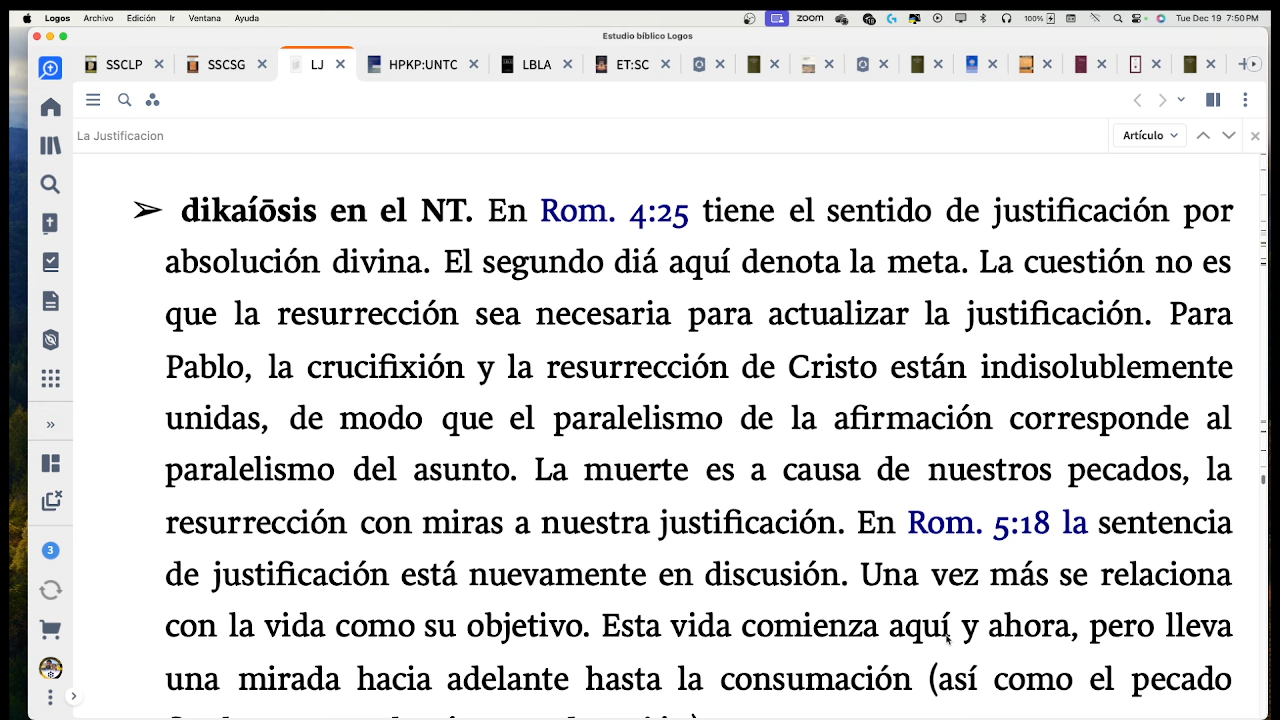 Logos Archivo Edición Ir Ventana Ayuda zoom 100% Tue Dec 19 7:50 PM
Estudio bíblico Logos
SSCLP SSCSG LJ HPKP:UNTC LBLA ET:SC
La Justificacion Artículo
➢ dikaíōsis en el NT. En Rom. 4:25 tiene el sentido de justificación por
absolución divina. El segundo diá aquí denota la meta. La cuestión no es
que la resurrección sea necesaria para actualizar la justificación. Para
Pablo, la crucifixión y la resurrección de Cristo están indisolublemente
unidas, de modo que el paralelismo de la afirmación corresponde al
paralelismo del asunto. La muerte es a causa de nuestros pecados, la
resurrección con miras a nuestra justificación. En Rom. 5:18 la sentencia
de justificación está nuevamente en discusión. Una vez más se relaciona
con la vida como su objetivo. Esta vida comienza aquí y ahora, pero lleva
una mirada hacia adelante hasta la consumación (así como el pecado
3